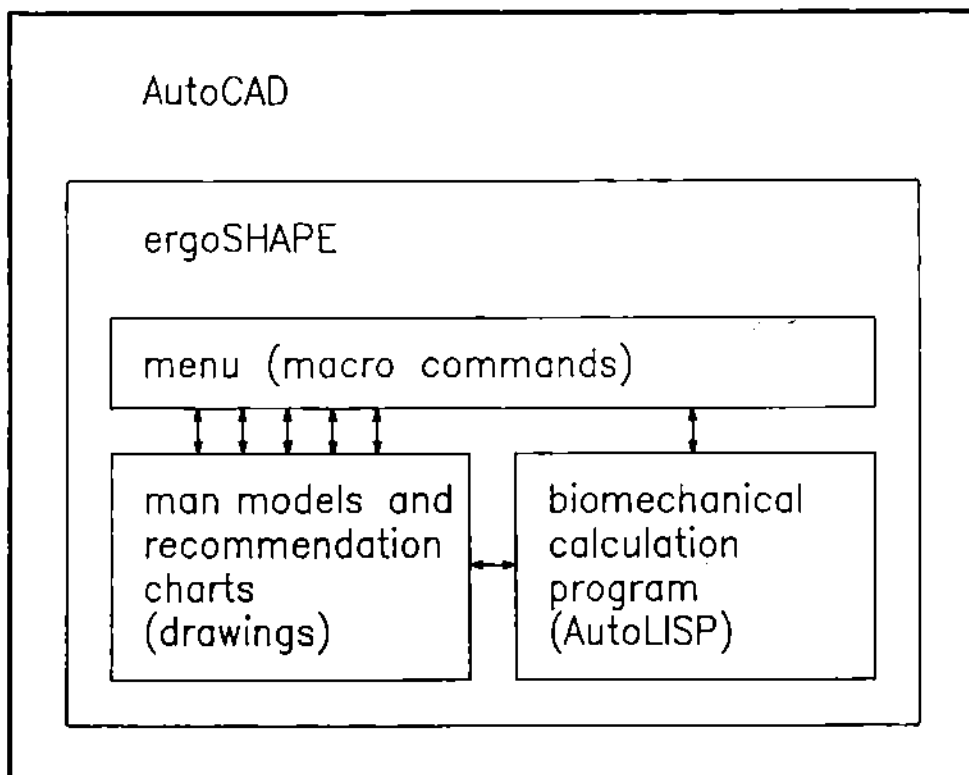 AutoCAD
ergoSHAPE
menu (macro commands)
man models and
recommendation
charts
(drawings)
biomechanical
calculation
program
(AutoLISP)